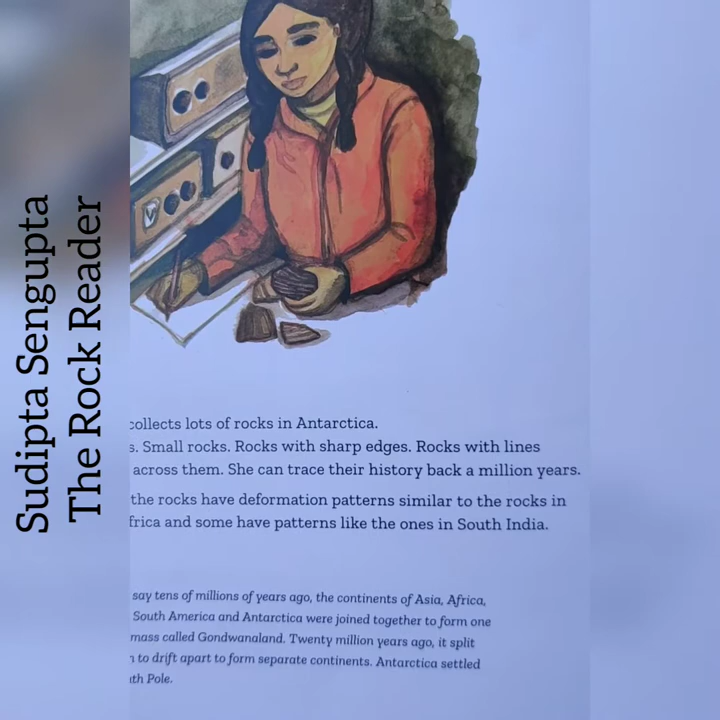 Sudipta Sengupta
The Rock Reader
collects lots of rocks in Antarctica.
s. Small rocks. Rocks with sharp edges. Rocks with lines
across them. She can trace their history back a million years.
the rocks have deformation patterns similar to the rocks in
frica and some have patterns like the ones in South India.
say tens of millions of years ago, the continents of Asia, Africa,
South America and Antarctica were joined together to form one
mass called Gondwanaland. Twenty million years ago, it split
to drift apart to form separate continents. Antarctica settled
th Pole.